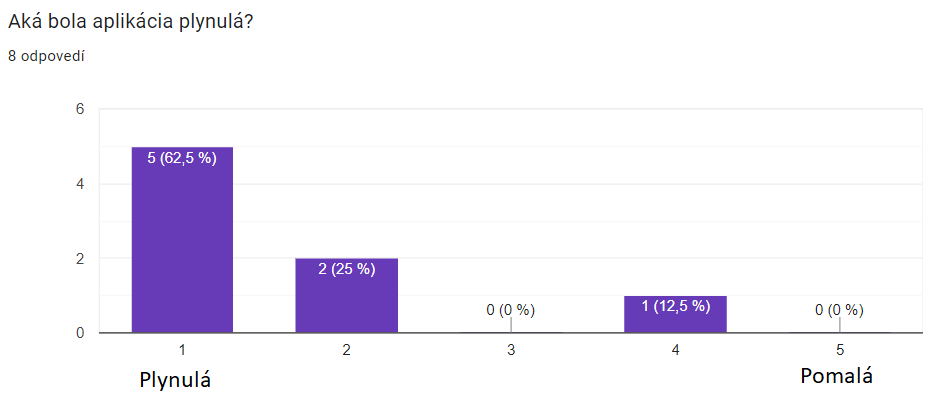 Aká bola aplikácia plynulá?
8 odpovedí
6
4
2
0
5 (62,5 %)
2 (25 %)
0 (0 %)
1 (12,5 %)
0 (0 %)
1 2 3 4 5
Plynulá Pomalá